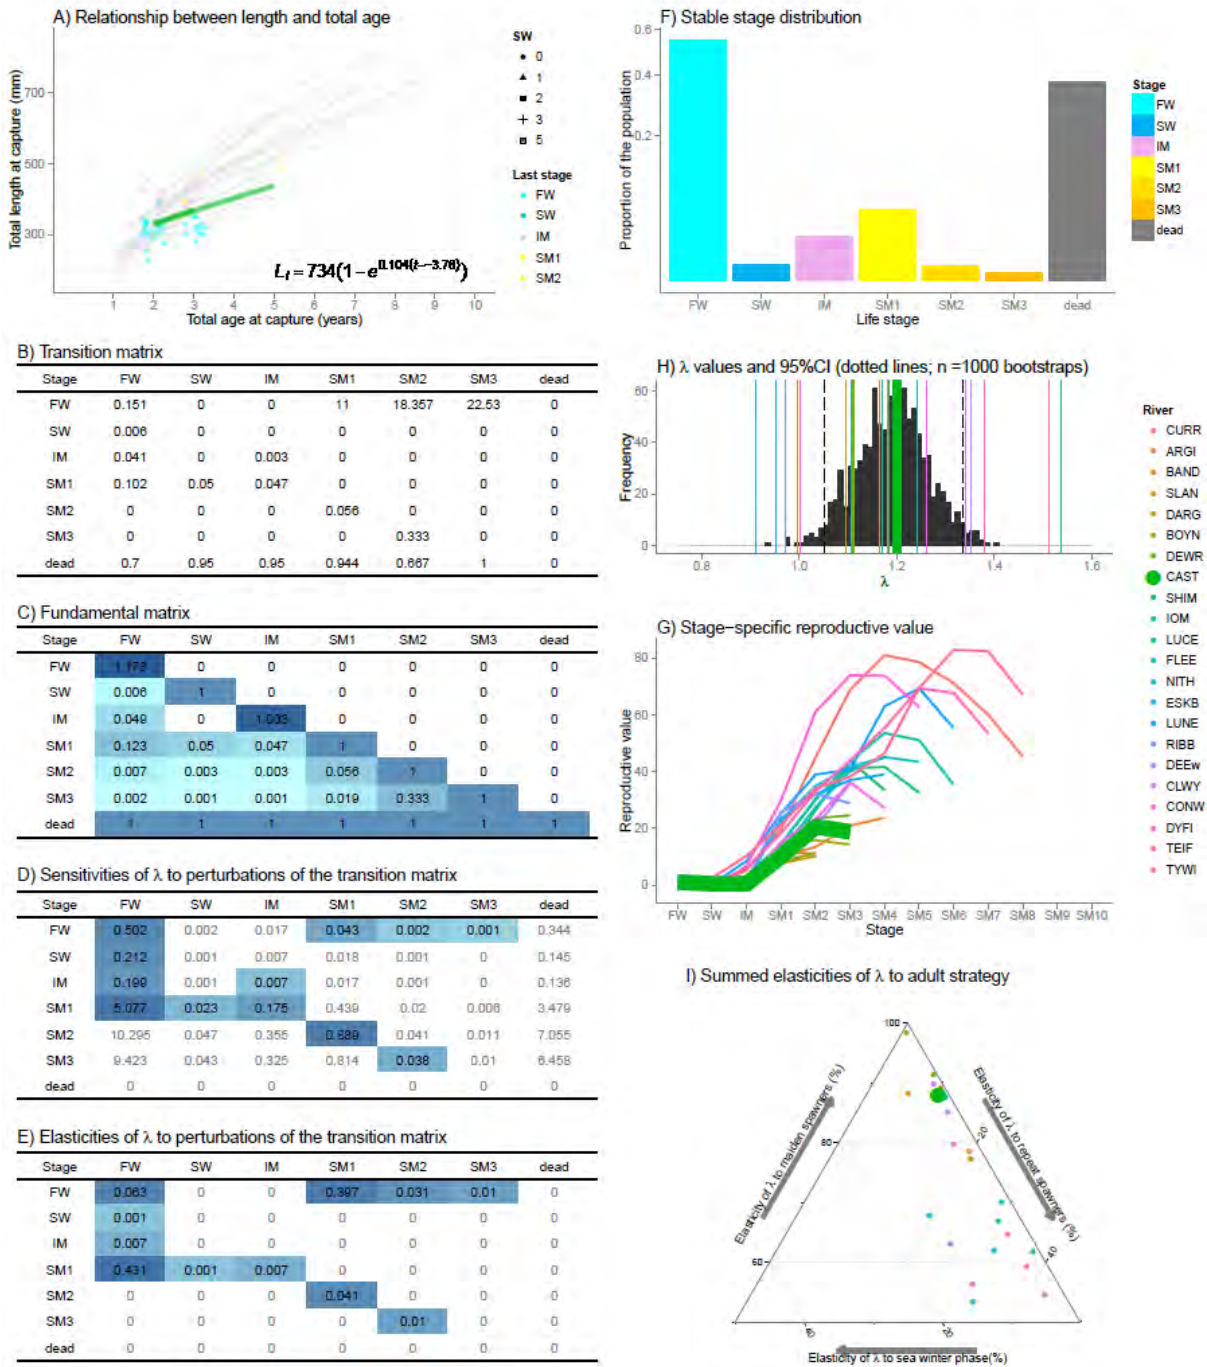 A) Relationship between length and total age
Total length at capture (mm)
700
500
300
1 2 3 4 5 6 7 8 9 10
Total age at capture (years)
SW
0
1
2
3
5
Last stage
FW
SW
IM
SM1
SM2
F) Stable stage distribution
Proportion of the population
0.6
0.4
0.2
FW SW IM SM1 SM2 SM3 dead
Life stage
Stage
FW
SW
IM
SM1
SM2
SM3
dead
B) Transition matrix
Stage FW SW IM SM1 SM2 SM3 dead
FW 0.151 0 0 11 18.357 22.53 0
SW 0.006 0 0 0 0 0 0
IM 0.041 0 0.003 0 0 0 0
SM1 0.102 0.05 0.047 0 0 0 0
SM2 0 0 0 0.056 0 0 0
SM3 0 0 0 0 0.333 0 0
dead 0.7 0.95 0.95 0.944 0.667 1 0
C) Fundamental matrix
Stage FW SW IM SM1 SM2 SM3 dead
FW 0 0 0 0 0 0
SW 0.006 1 0 0 0 0 0
IM 0.049 0 1.003 0 0 0 0
SM1 0.123 0.05 0.047 1 0 0 0
SM2 0.007 0.003 0.003 0.056 1 0 0
SM3 0.002 0.001 0.001 0.019 0.333 1 0
dead 1 1 1 1 1 1 1
D) Sensitivities of λ to perturbations of the transition matrix
Stage FW SW IM SM1 SM2 SM3 dead
FW 0.502 0.002 0.017 0.043 0.002 0.001 0.344
SW 0.212 0.001 0.007 0.018 0.001 0 0.145
IM 0.199 0.001 0.007 0.017 0.001 0 0.136
SM1 5.077 0.023 0.175 0.439 0.02 0.006 3.479
SM2 10.295 0.047 0.355 0.889 0.041 0.011 7.055
SM3 9.423 0.043 0.325 0.814 0.038 0.01 6.458
dead 0 0 0 0 0 0 0
E) Elasticities of λ to perturbations of the transition matrix
Stage FW SW IM SM1 SM2 SM3 dead
FW 0.063 0 0 0.397 0.031 0.01 0
SW 0.001 0 0 0 0 0 0
IM 0.007 0 0 0 0 0 0
SM1 0.431 0.001 0.007 0 0 0 0
SM2 0 0 0 0.041 0 0 0
SM3 0 0 0 0 0.01 0 0
dead 0 0 0 0 0 0 0
H) λ values and 95%CI (dotted lines; n =1000 bootstraps)
Frequency
60
40
20
0
0.8 1.0 1.2 1.4 1.6
λ
River
CURR
ARGI
BAND
SLAN
DARG
BOYN
DEWR
CAST
SHIM
IOM
LUCE
FLEE
NITH
ESKB
LUNE
RIBB
DEEw
CLWY
CONW
DYFI
TEIF
TYWI
G) Stage−specific reproductive value
Reproductive value
80
60
40
20
0
FW SW IM SM1 SM2 SM3 SM4 SM5 SM6 SM7 SM8 SM9 SM10
Stage
I) Summed elasticities of λ to adult strategy
100
80
60
20
40
40
20
Elasticity of λ to maiden spawners (%)
Elasticity of λ to repeat spawners (%)
Elasticity of λ to sea winter phase(%)